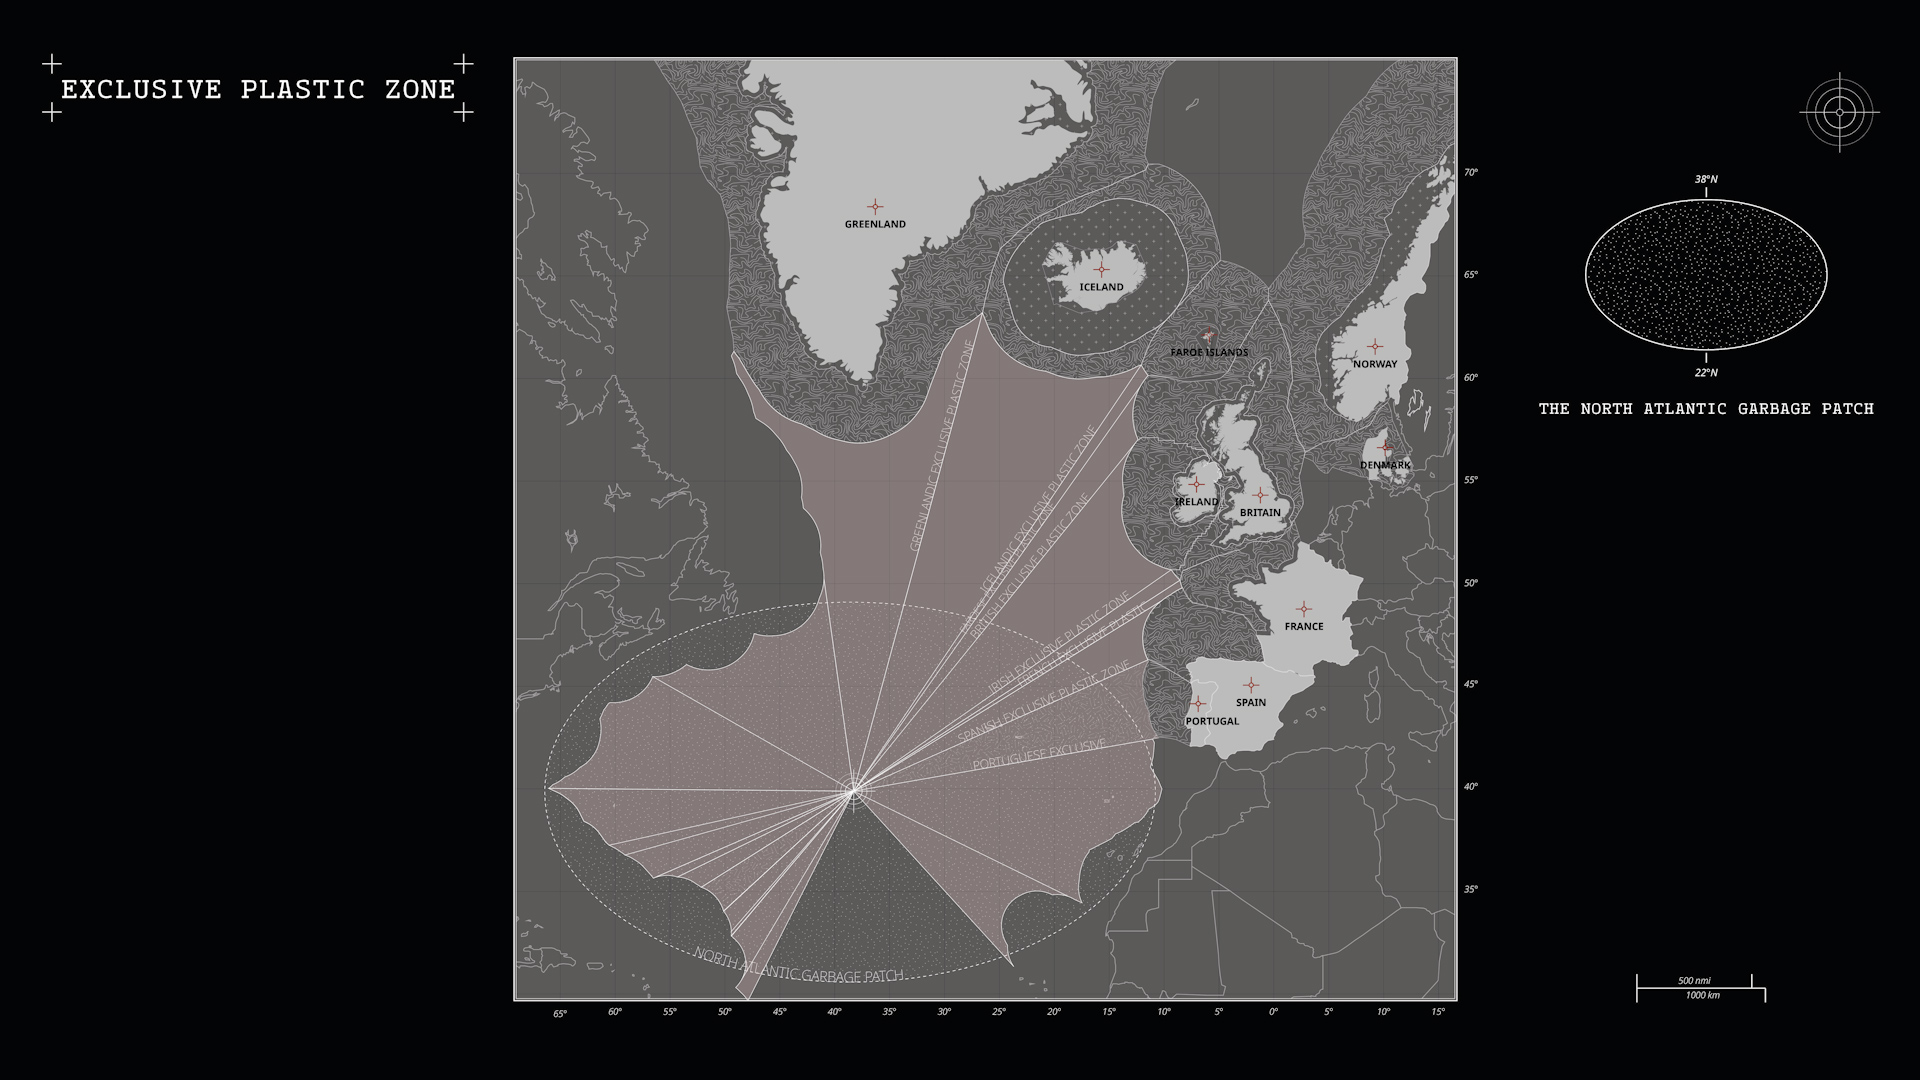 EXCLUSIVE PLASTIC ZONE
GREENLAND
ICELAND
FAROE ISLANDS
NORWAY
DENMARK
IRELAND
BRITAIN
FRANCE
SPAIN
PORTUGAL
GREENLANDIC EXCLUSIVE PLASTIC ZONE
ICELANDIC EXCLUSIVE PLASTIC ZONE
BRITISH EXCLUSIVE PLASTIC ZONE
IRISH EXCLUSIVE PLASTIC ZONE
FRENCH EXCLUSIVE PLASTIC
SPANISH EXCLUSIVE PLASTIC ZONE
PORTUGUESE EXCLUSIVE
NORTH ATLANTIC GARBAGE PATCH
70°
65°
60°
55°
50°
45°
40°
35°
65° 60° 55° 50° 45° 40° 35° 30° 25° 20° 15° 10° 5° 0° 5° 10° 15°
38°N
22°N
THE NORTH ATLANTIC GARBAGE PATCH
500 nmi
1000 km